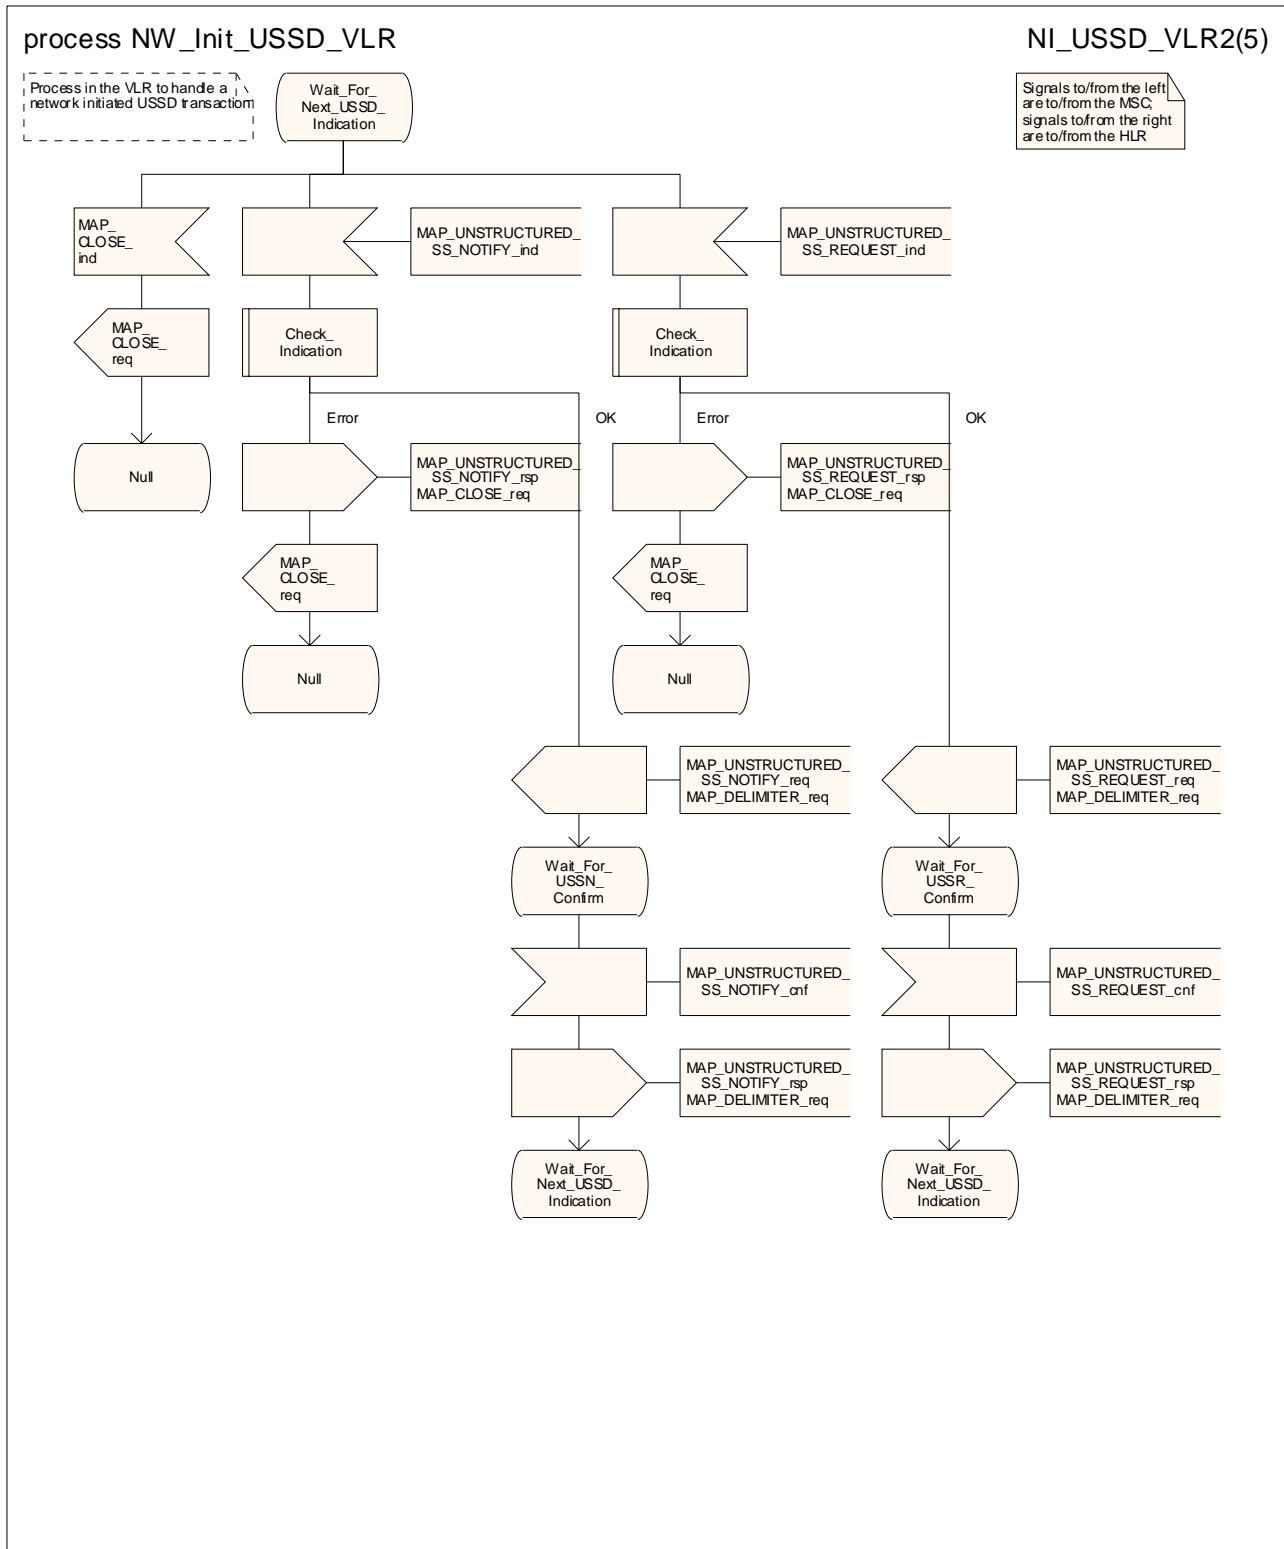 process NW_Init_USSD_VLR
NI_USSD_VLR2(5)
Process in the VLR to handle a
network initiated USSD transaction
Wait_For_
Next_USSD_
Indication
Signals to/from the left
are to/from the MSC;
signals to/from the right
are to/from the HLR
MAP_
CLOSE_
ind
MAP_UNSTRUCTURED_
SS_NOTIFY_ind
MAP_UNSTRUCTURED_
SS_REQUEST_ind
MAP_
CLOSE_
req
Check_
Indication
Check_
Indication
Error
OK
Error
OK
Null
MAP_UNSTRUCTURED_
SS_NOTIFY_rsp
MAP_CLOSE_req
MAP_UNSTRUCTURED_
SS_REQUEST_rsp
MAP_CLOSE_req
MAP_
CLOSE_
req
MAP_
CLOSE_
req
Null
Null
MAP_UNSTRUCTURED_
SS_NOTIFY_req
MAP_DELIMITER_req
MAP_UNSTRUCTURED_
SS_REQUEST_req
MAP_DELIMITER_req
Wait_For_
USSN_
Confirm
Wait_For_
USSR_
Confirm
MAP_UNSTRUCTURED_
SS_NOTIFY_cnf
MAP_UNSTRUCTURED_
SS_REQUEST_cnf
MAP_UNSTRUCTURED_
SS_NOTIFY_rsp
MAP_DELIMITER_req
MAP_UNSTRUCTURED_
SS_REQUEST_rsp
MAP_DELIMITER_req
Wait_For_
Next_USSD_
Indication
Wait_For_
Next_USSD_
Indication